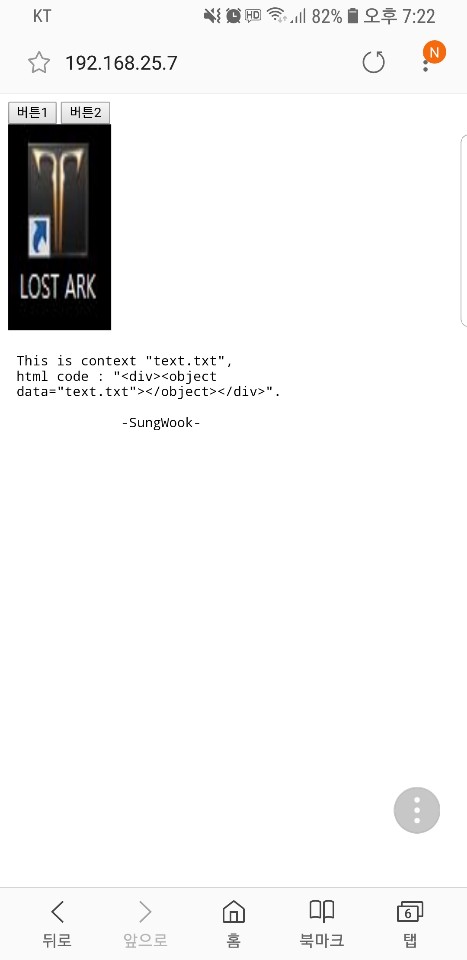 KT
HD
82%
오후 7:22
192.168.25.7
N
버튼1 버튼2
LOST ARK
This is context "text.txt",
html code : "<div><object
data="text.txt"></object></div>".
-SungWook-
6
뒤로 앞으로 홈 북마크 탭